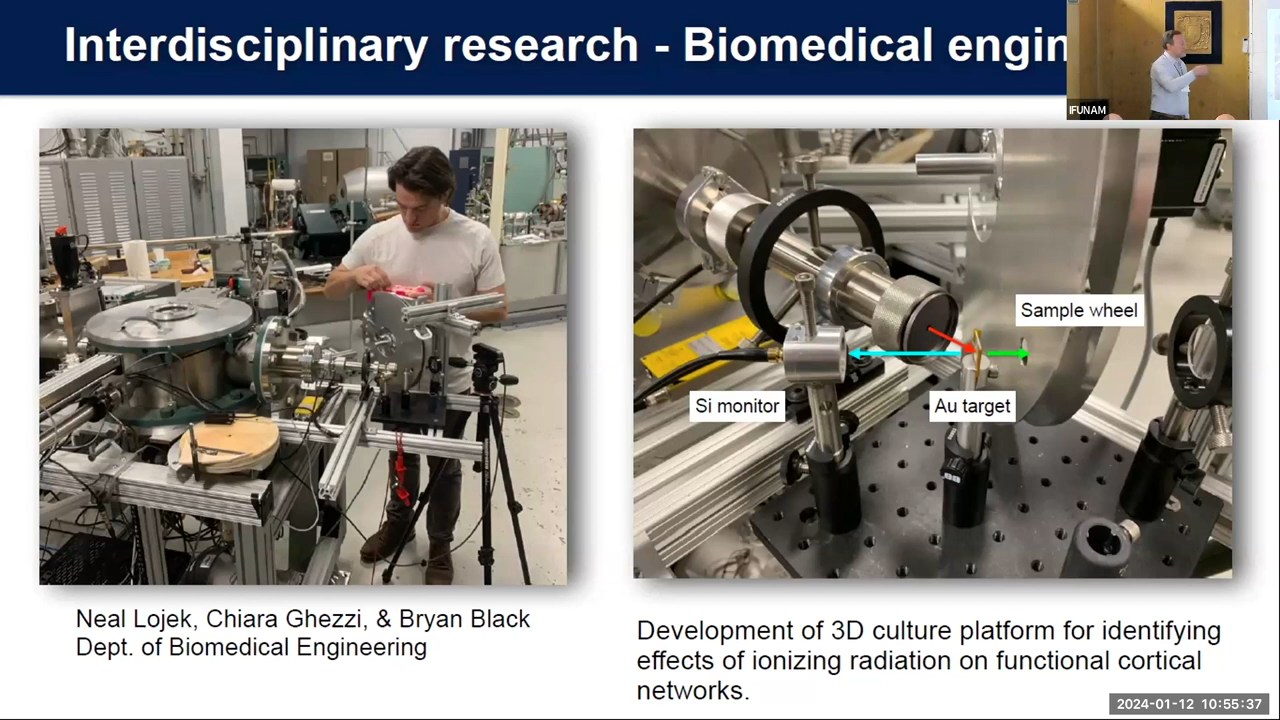 Interdisciplinary research - Biomedical engin
IFUNAM
Sample wheel
Si monitor
Au target
Neal Lojek, Chiara Ghezzi, & Bryan Black
Dept. of Biomedical Engineering
Development of 3D culture platform for identifying
effects of ionizing radiation on functional cortical
networks.
2024-01-12 10:55:37